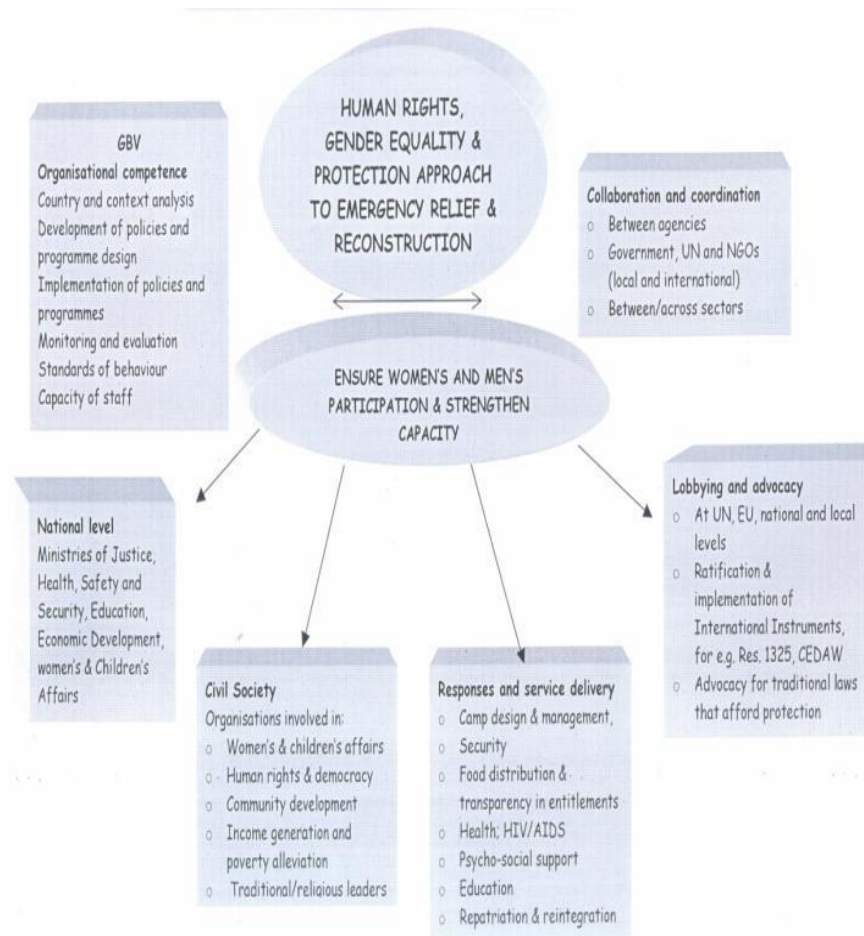 HUMAN RIGHTS,
GENDER EQUALITY &
PROTECTION APPROACH
TO EMERGENCY RELIEF &
RECONSTRUCTION
GBV
Organisational competence
Country and context analysis
Development of policies and
programme design
Implementation of policies and
programmes
Monitoring and evaluation
Standards of behaviour
Capacity of staff
Collaboration and coordination
o Between agencies
o Government, UN and NGOs
(local and international)
o Between/across sectors
ENSURE WOMEN'S AND MEN'S
PARTICIPATION & STRENGTHEN
CAPACITY
National level
Ministries of Justice,
Health, Safety and
Security, Education,
Economic Development,
women's & Children's
Affairs
Civil Society
Organisations involved in:
o Women's & children's affairs
o Human rights & democracy
o Community development
o Income generation and
poverty alleviation
o Traditional/religious leaders
Responses and service delivery
o Camp design & management,
o Security
o Food distribution &
transparency in entitlements
o Health; HIV/AIDS
o Psycho-social support
o Education
o Repatriation & reintegration
Lobbying and advocacy
o At UN, EU, national and local
levels
o Ratification &
implementation of
International Instruments,
for e.g. Res. 1325, CEDAW
o Advocacy for traditional laws
that afford protection